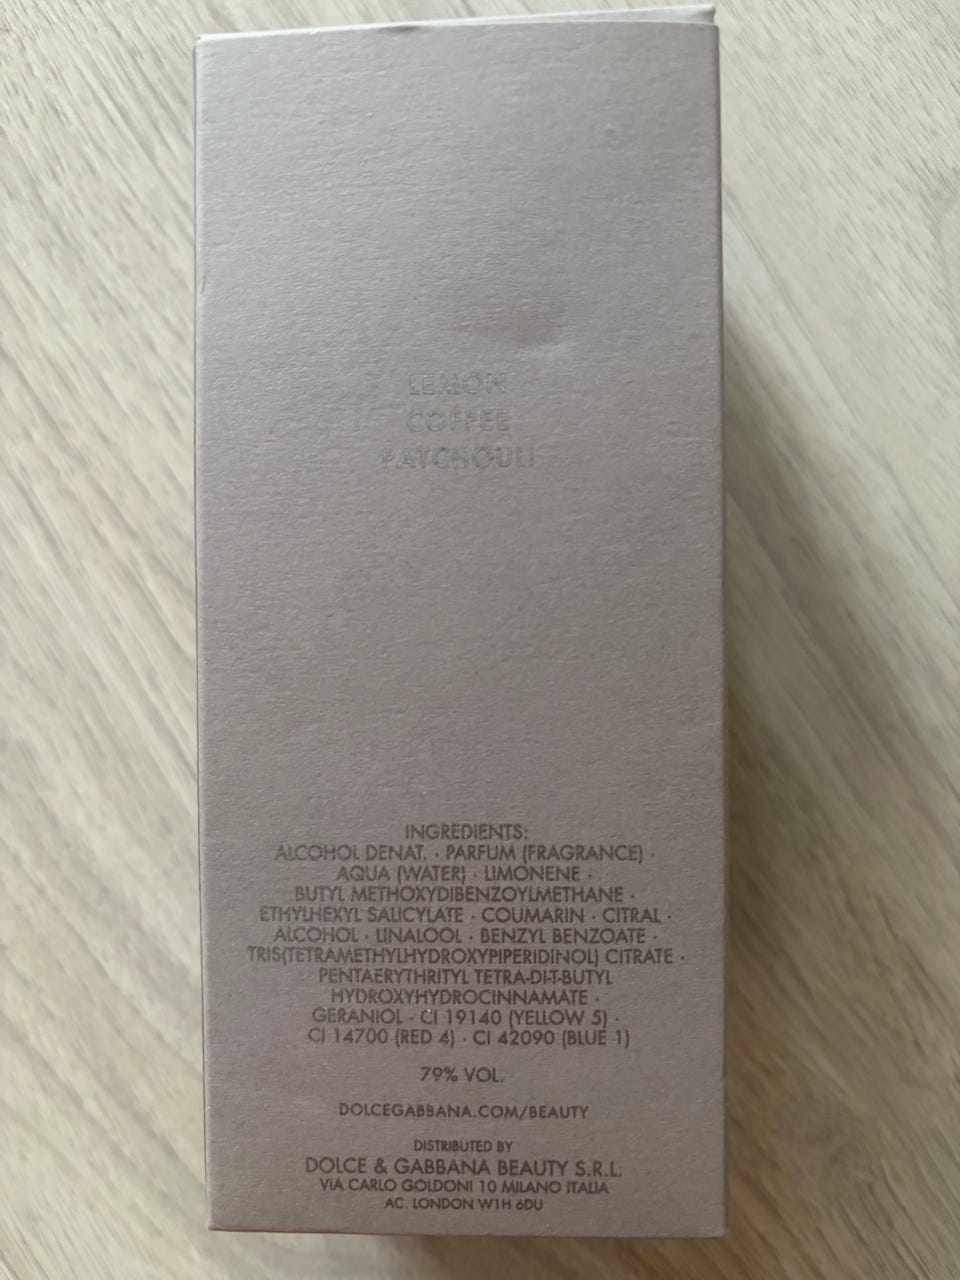 LEMON
COFFEE
PATCHOULI
INGREDIENTS:
ALCOHOL DENAT. · PARFUM (FRAGRANCE) ·
AQUA (WATER) · LIMONENE ·
BUTYL METHOXYDIBENZOYLMETHANE ·
ETHYLHEXYL SALICYLATE · COUMARIN · CITRAL ·
ALCOHOL · LINALOOL · BENZYL BENZOATE ·
TRIS(TETRAMETHYLHYDROXYPIPERIDINOL) CITRATE ·
PENTAERYTHRITYL TETRA-DI-T-BUTYL
HYDROXYHYDROCINNAMATE ·
GERANIOL · CI 19140 (YELLOW 5) ·
CI 14700 (RED 4) · CI 42090 (BLUE 1)
79% VOL.
DOLCEGABBANA.COM/BEAUTY
DISTRIBUTED BY
DOLCE & GABBANA BEAUTY S.R.L.
VIA CARLO GOLDONI 10 MILANO ITALIA
AC. LONDON W1H 6DU